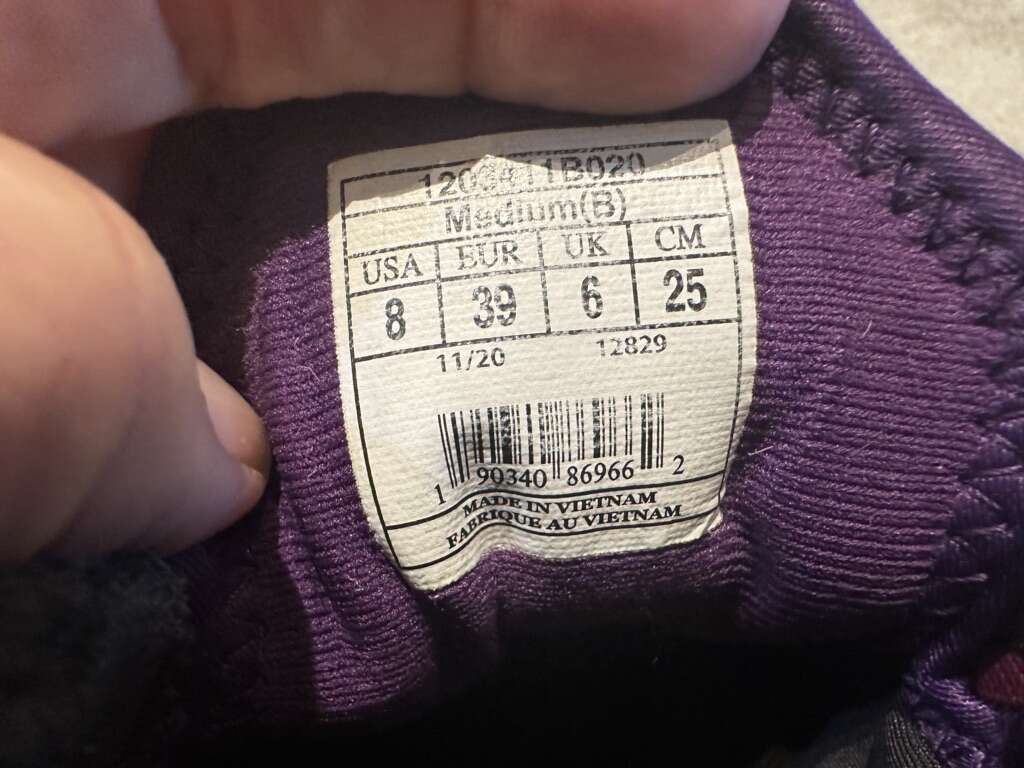 Medium(B)
USA EUR UK CM
8 39 6 25
11/20 12829
1 90340 86966 2
MADE IN VIETNAM
FABRIQUE AU VIETNAM